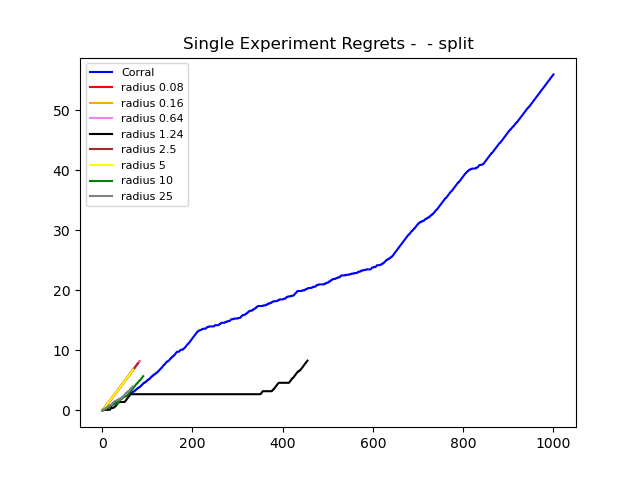 Single Experiment Regrets -  - split
Corral
radius 0.08
radius 0.16
radius 0.64
radius 1.24
radius 2.5
radius 5
radius 10
radius 25
50
40
30
20
10
0
0 200 400 600 800 1000